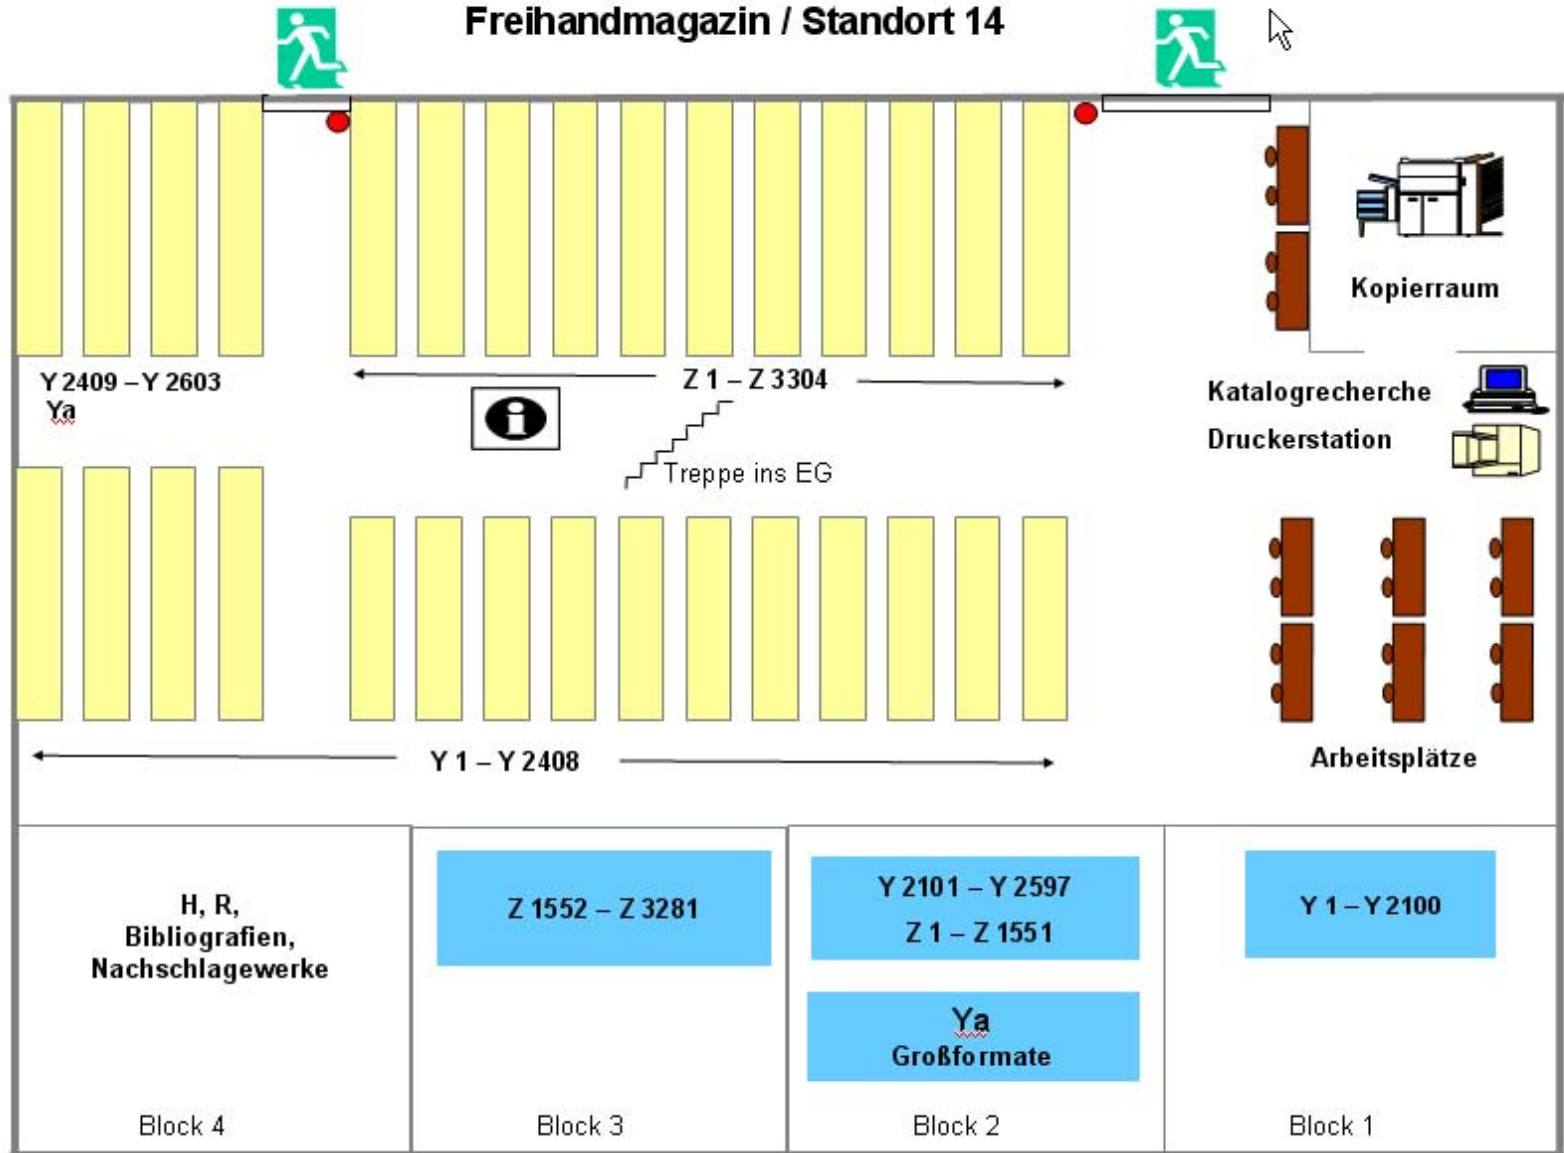 Freihandmagazin / Standort 14
Kopierraum
Y 2409 – Y 2603
Ya
Z 1 – Z 3304
Katalogrecherche
Druckerstation
Treppe ins EG
Y 1 – Y 2408
Arbeitsplätze
H, R,
Bibliografien,
Nachschlagewerke
Block 4
Z 1552 – Z 3281
Block 3
Y 2101 – Y 2597
Z 1 – Z 1551
Ya
Großformate
Block 2
Y 1 – Y 2100
Block 1